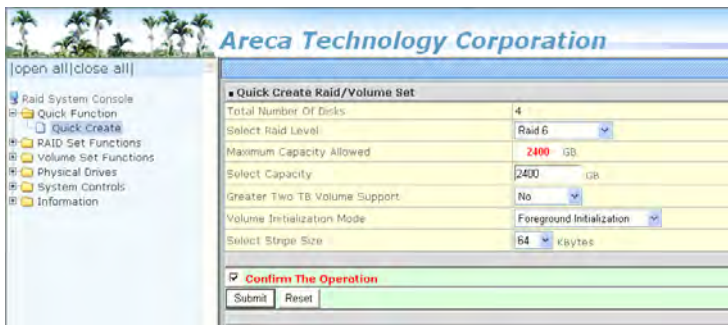 Areca Technology Corporation
|open all|close all|
Raid System Console
Quick Function
Quick Create
RAID Set Functions
Volume Set Functions
Physical Drives
System Controls
Information
Quick Create Raid/Volume Set
Total Number Of Disks 4
Select Raid Level Raid 6
Maximum Capacity Allowed 2400 GB
Select Capacity 2400 GB
Greater Two TB Volume Support No
Volume Initialization Mode Foreground Initialization
Select Stripe Size 64 KBytes
Confirm The Operation
Submit Reset